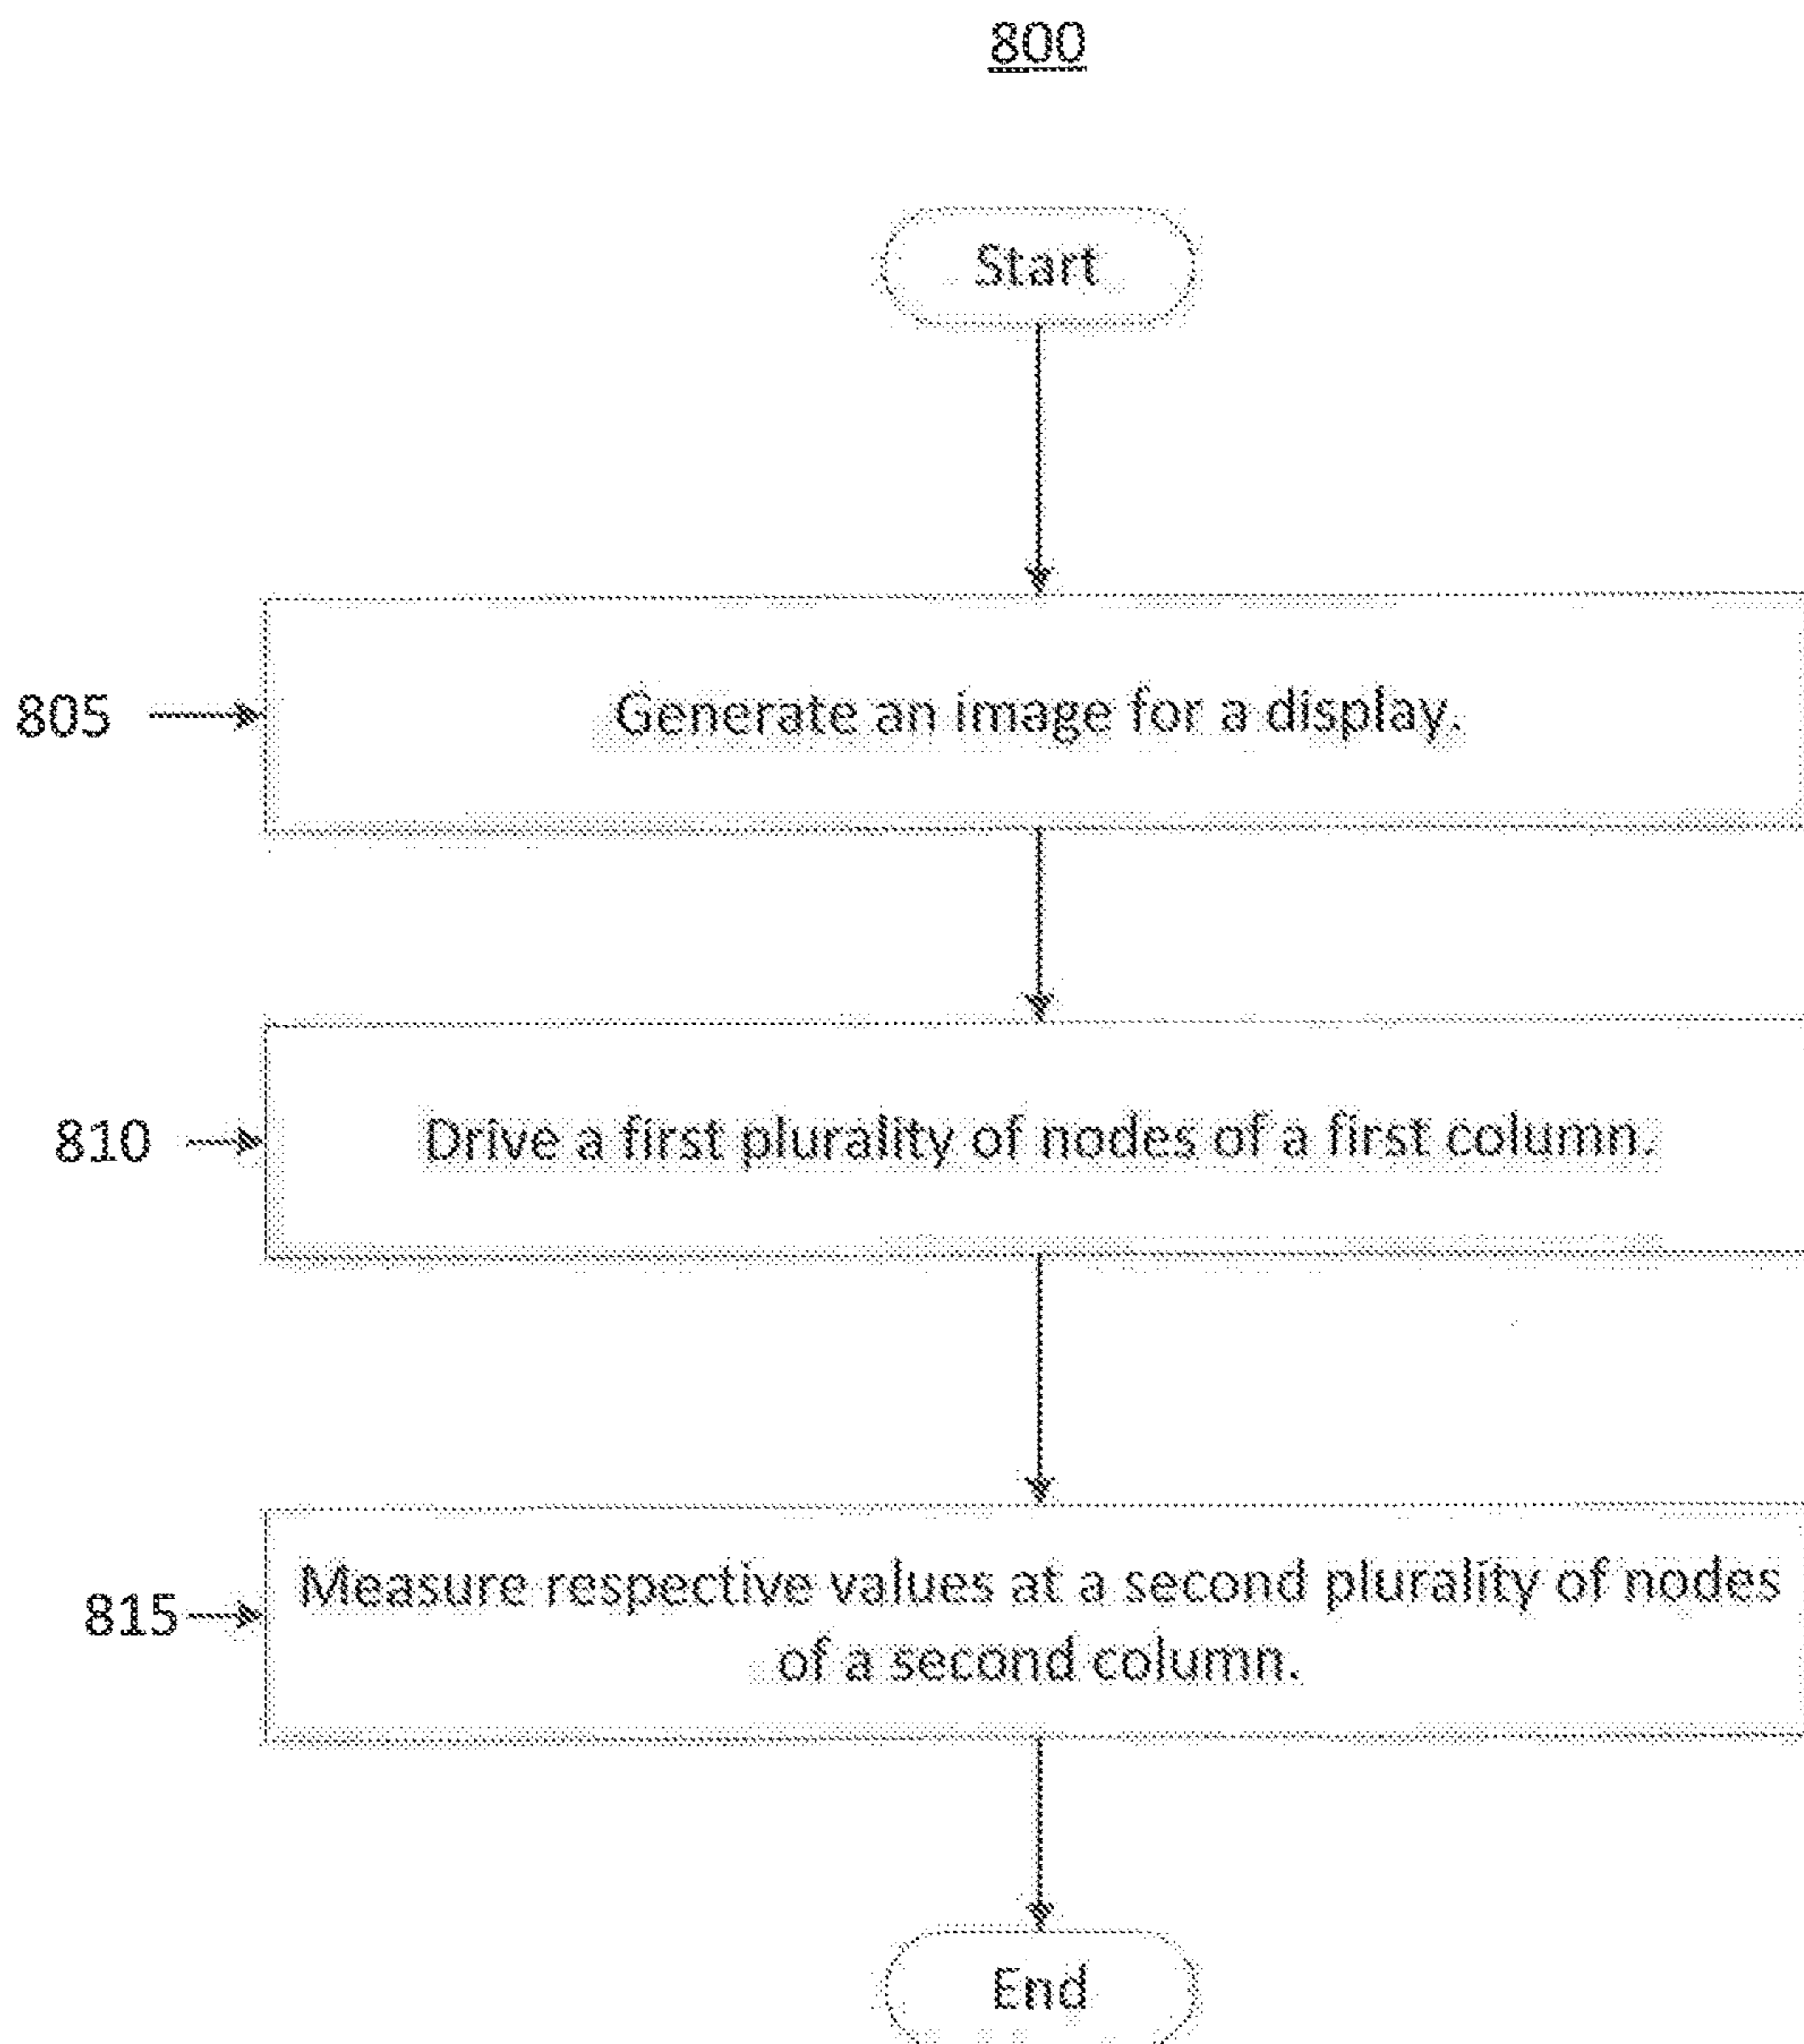 800
Start
805
Generate an image for a display.
810
Drive a first plurality of nodes of a first column.
815
Measure respective values at a second plurality of nodes
of a second column.
End